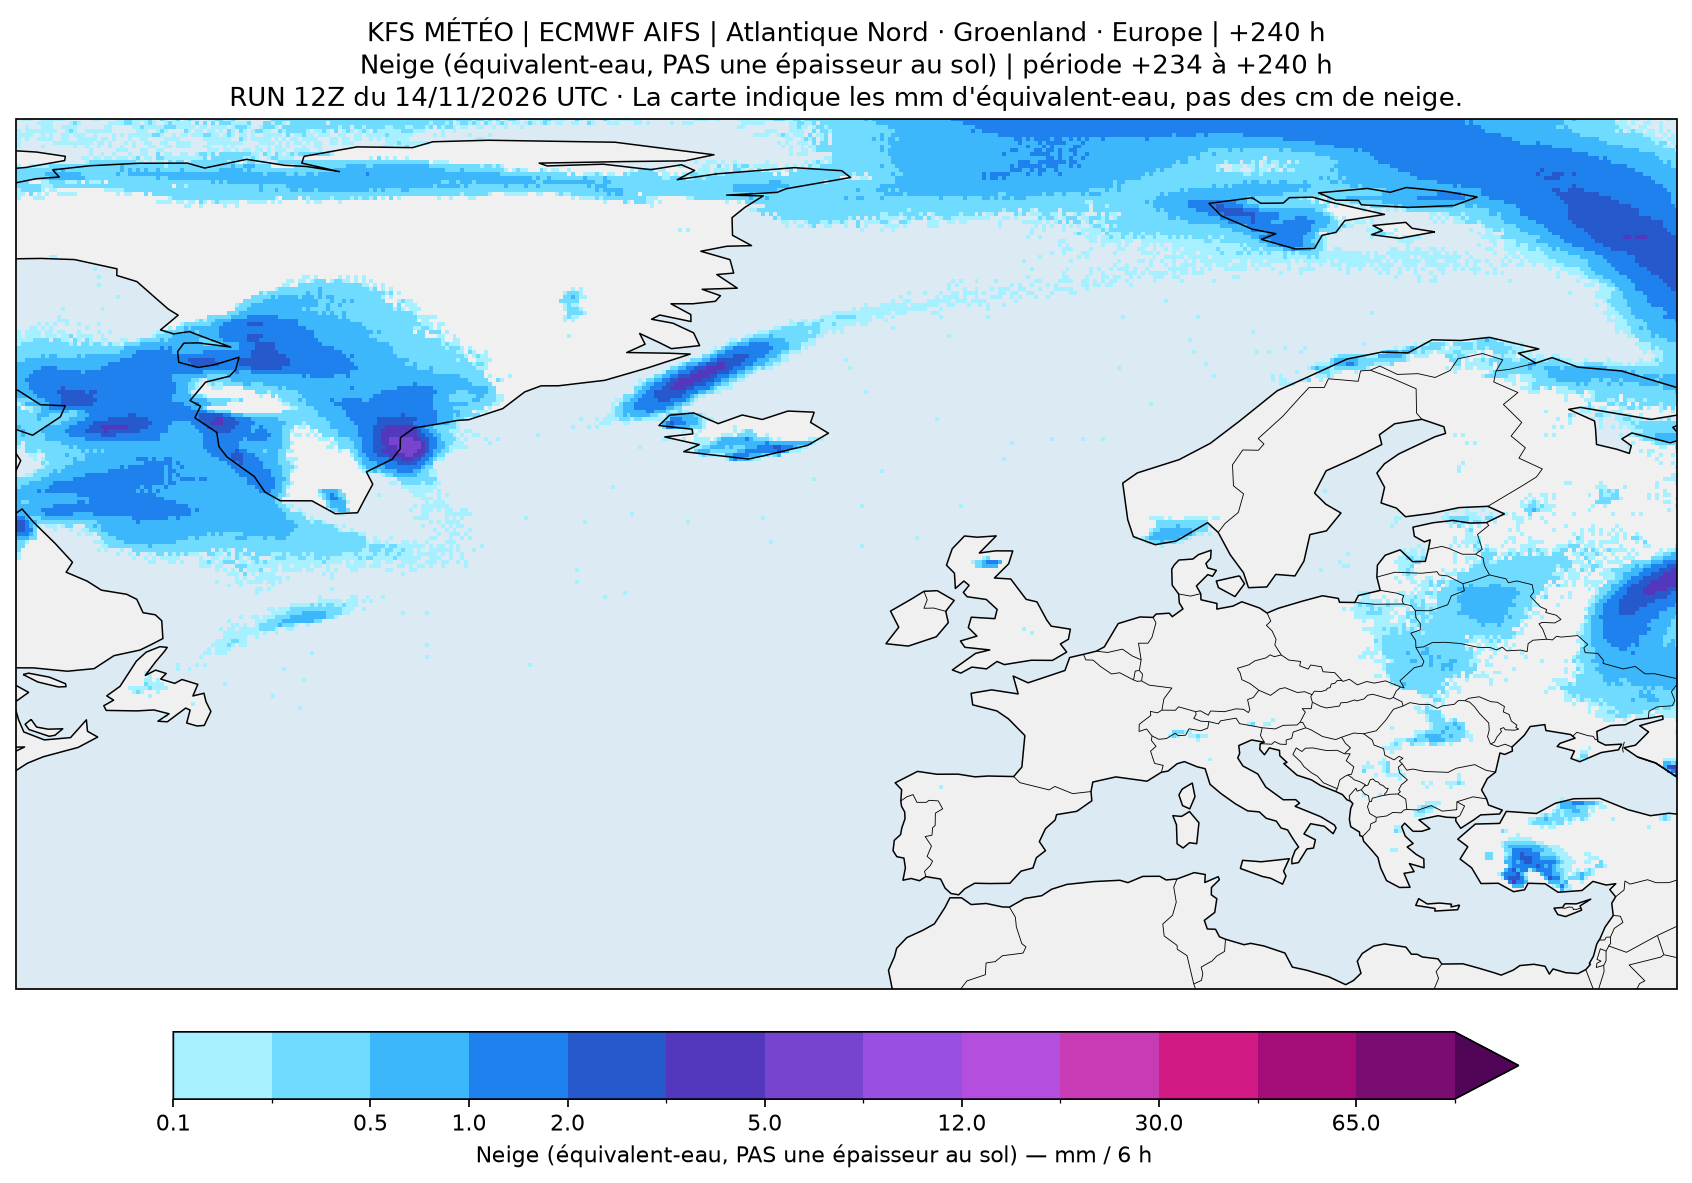 KFS MÉTÉO | ECMWF AIFS | Atlantique Nord · Groenland · Europe | +240 h
Neige (équivalent-eau, PAS une épaisseur au sol) | période +234 à +240 h
RUN 12Z du 14/11/2026 UTC · La carte indique les mm d'équivalent-eau, pas des cm de neige.
0.1 0.5 1.0 2.0 5.0 12.0 30.0 65.0
Neige (équivalent-eau, PAS une épaisseur au sol) — mm / 6 h